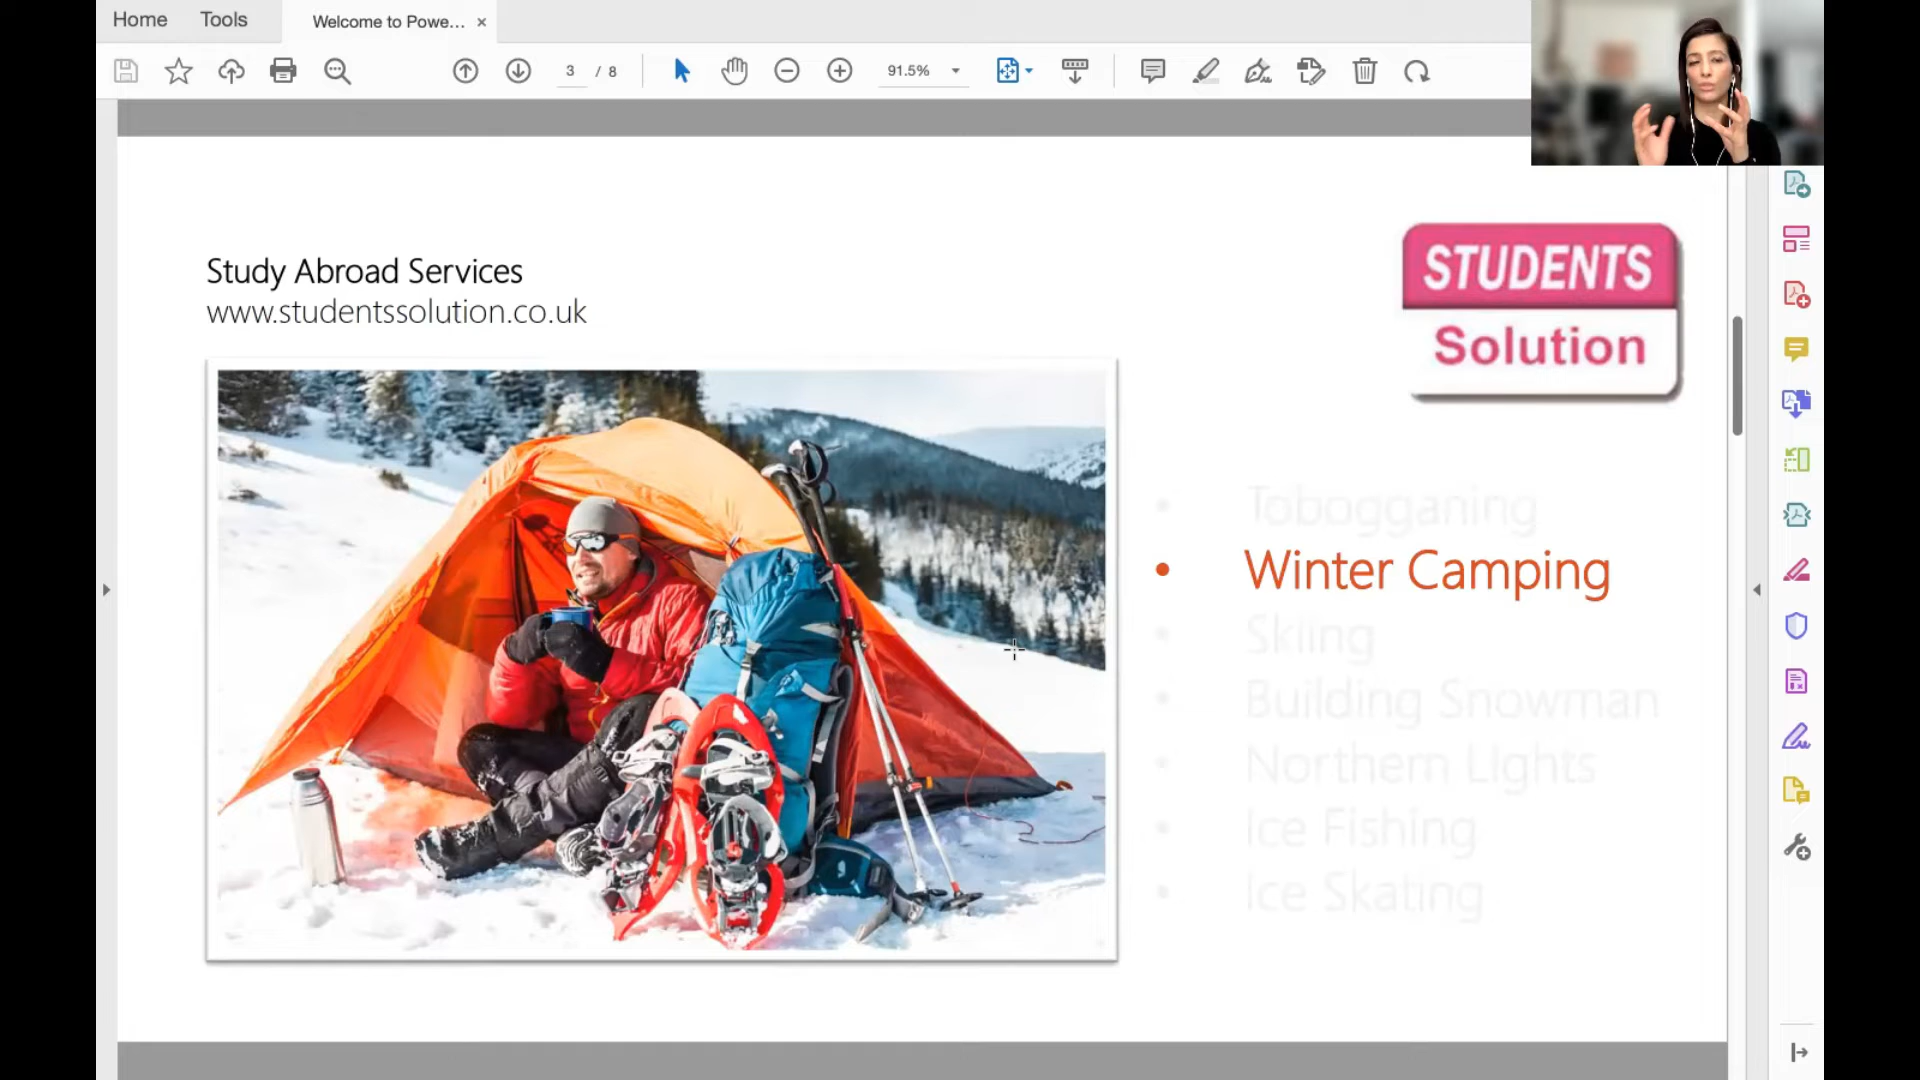 Home Tools Welcome to Powe... ×
3 / 8 91.5%
Study Abroad Services
www.studentssolution.co.uk
STUDENTS
Solution
• Tobogganing
• Winter Camping
• Skiing
• Building Snowman
• Northern Lights
• Ice Fishing
• Ice Skating